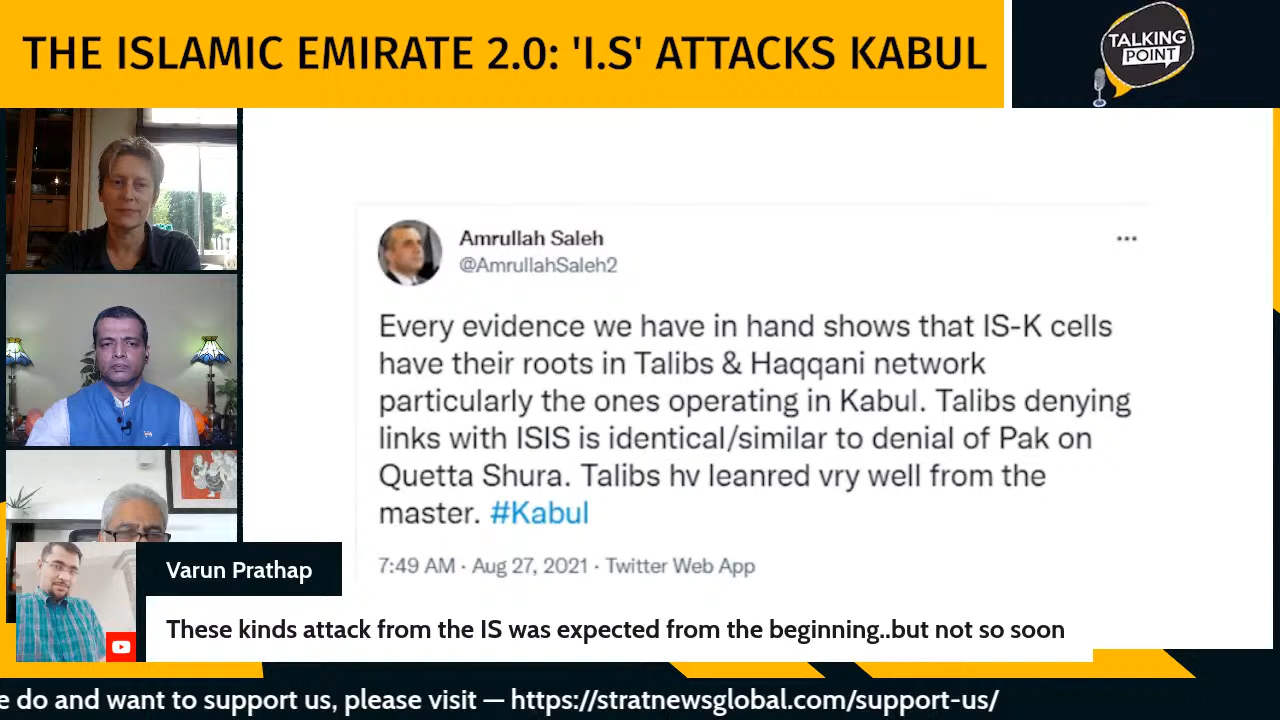 THE ISLAMIC EMIRATE 2.0: 'I.S' ATTACKS KABUL
TALKING
POINT
Amrullah Saleh
@AmrullahSaleh2
Every evidence we have in hand shows that IS-K cells
have their roots in Talibs & Haqqani network
particularly the ones operating in Kabul. Talibs denying
links with ISIS is identical/similar to denial of Pak on
Quetta Shura. Talibs hv leanred vry well from the
master. #Kabul
7:49 AM · Aug 27, 2021 · Twitter Web App
Varun Prathap
These kinds attack from the IS was expected from the beginning..but not so soon
e do and want to support us, please visit — https://stratnewsglobal.com/support-us/